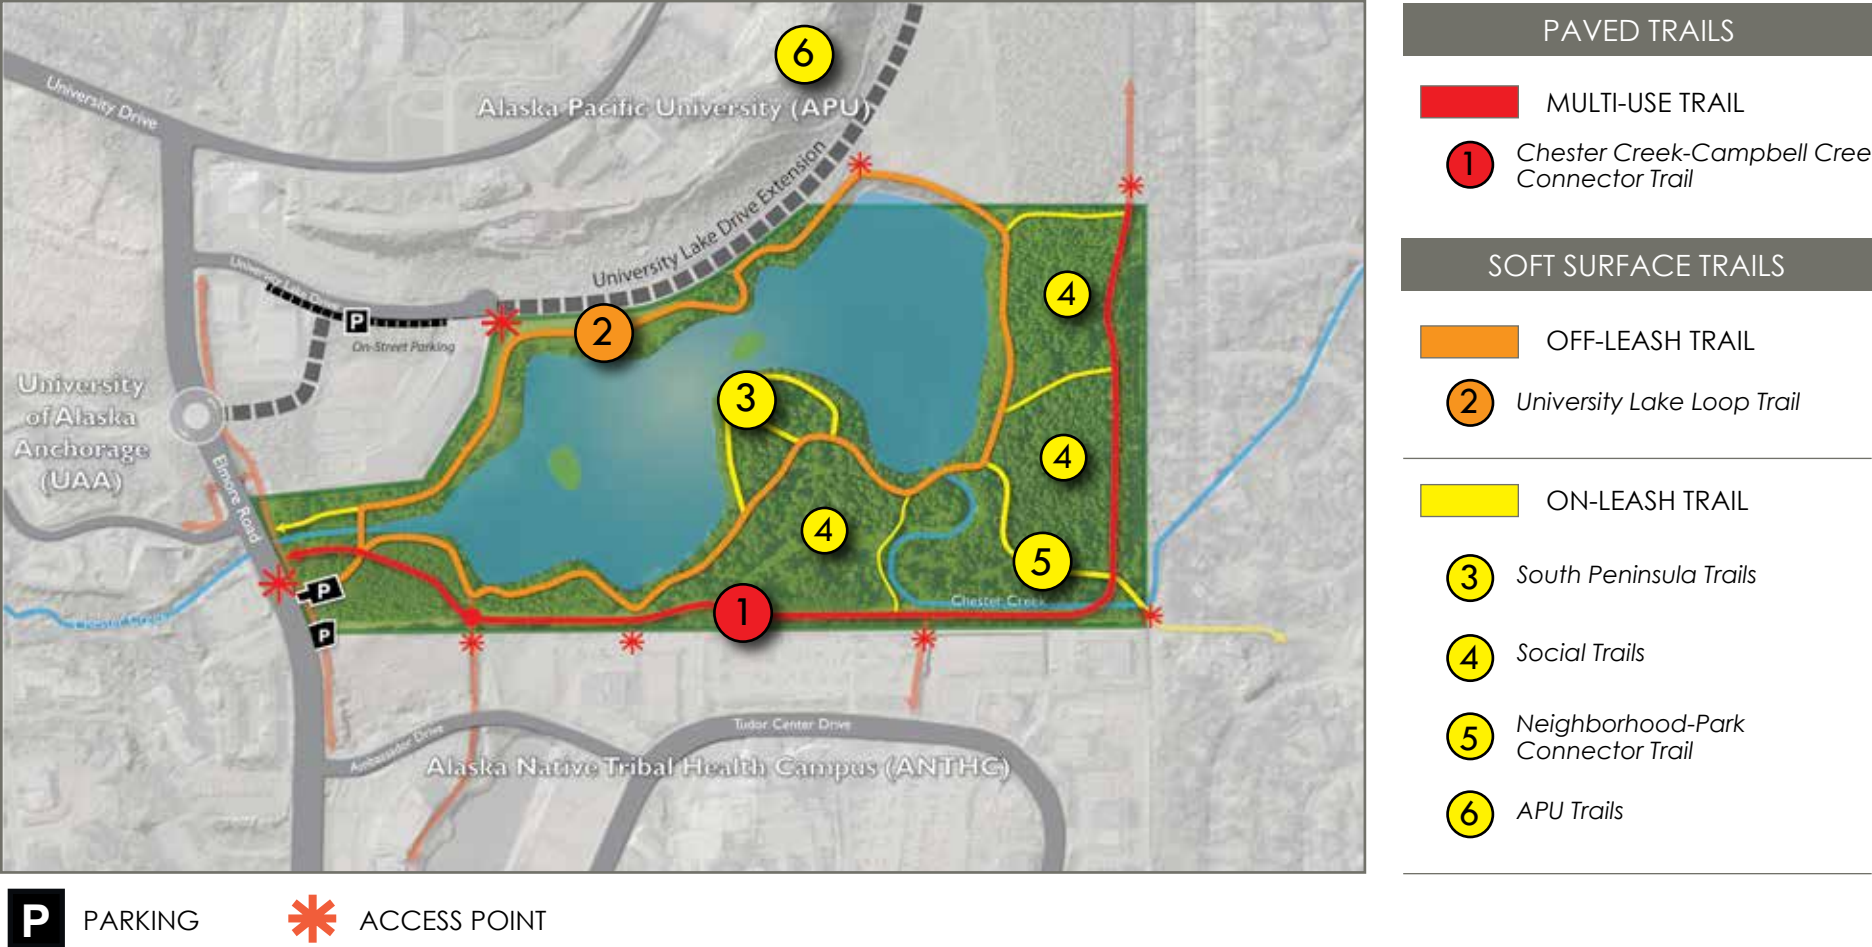 6
Alaska Pacific University (APU)
University Drive
University Lake Drive Extension
University Lake Drive
P
On-Street Parking
2
4
3
University
of Alaska
Anchorage
(UAA)
Elmore Road
4
4
5
P
1
Chester Creek
Chester Creek
P
Tudor Center Drive
Ambassador Drive
Alaska Native Tribal Health Campus (ANTHC)
P PARKING
ACCESS POINT
PAVED TRAILS
MULTI-USE TRAIL
1 Chester Creek-Campbell Cree
Connector Trail
SOFT SURFACE TRAILS
OFF-LEASH TRAIL
2 University Lake Loop Trail
ON-LEASH TRAIL
3 South Peninsula Trails
4 Social Trails
5 Neighborhood-Park
Connector Trail
6 APU Trails